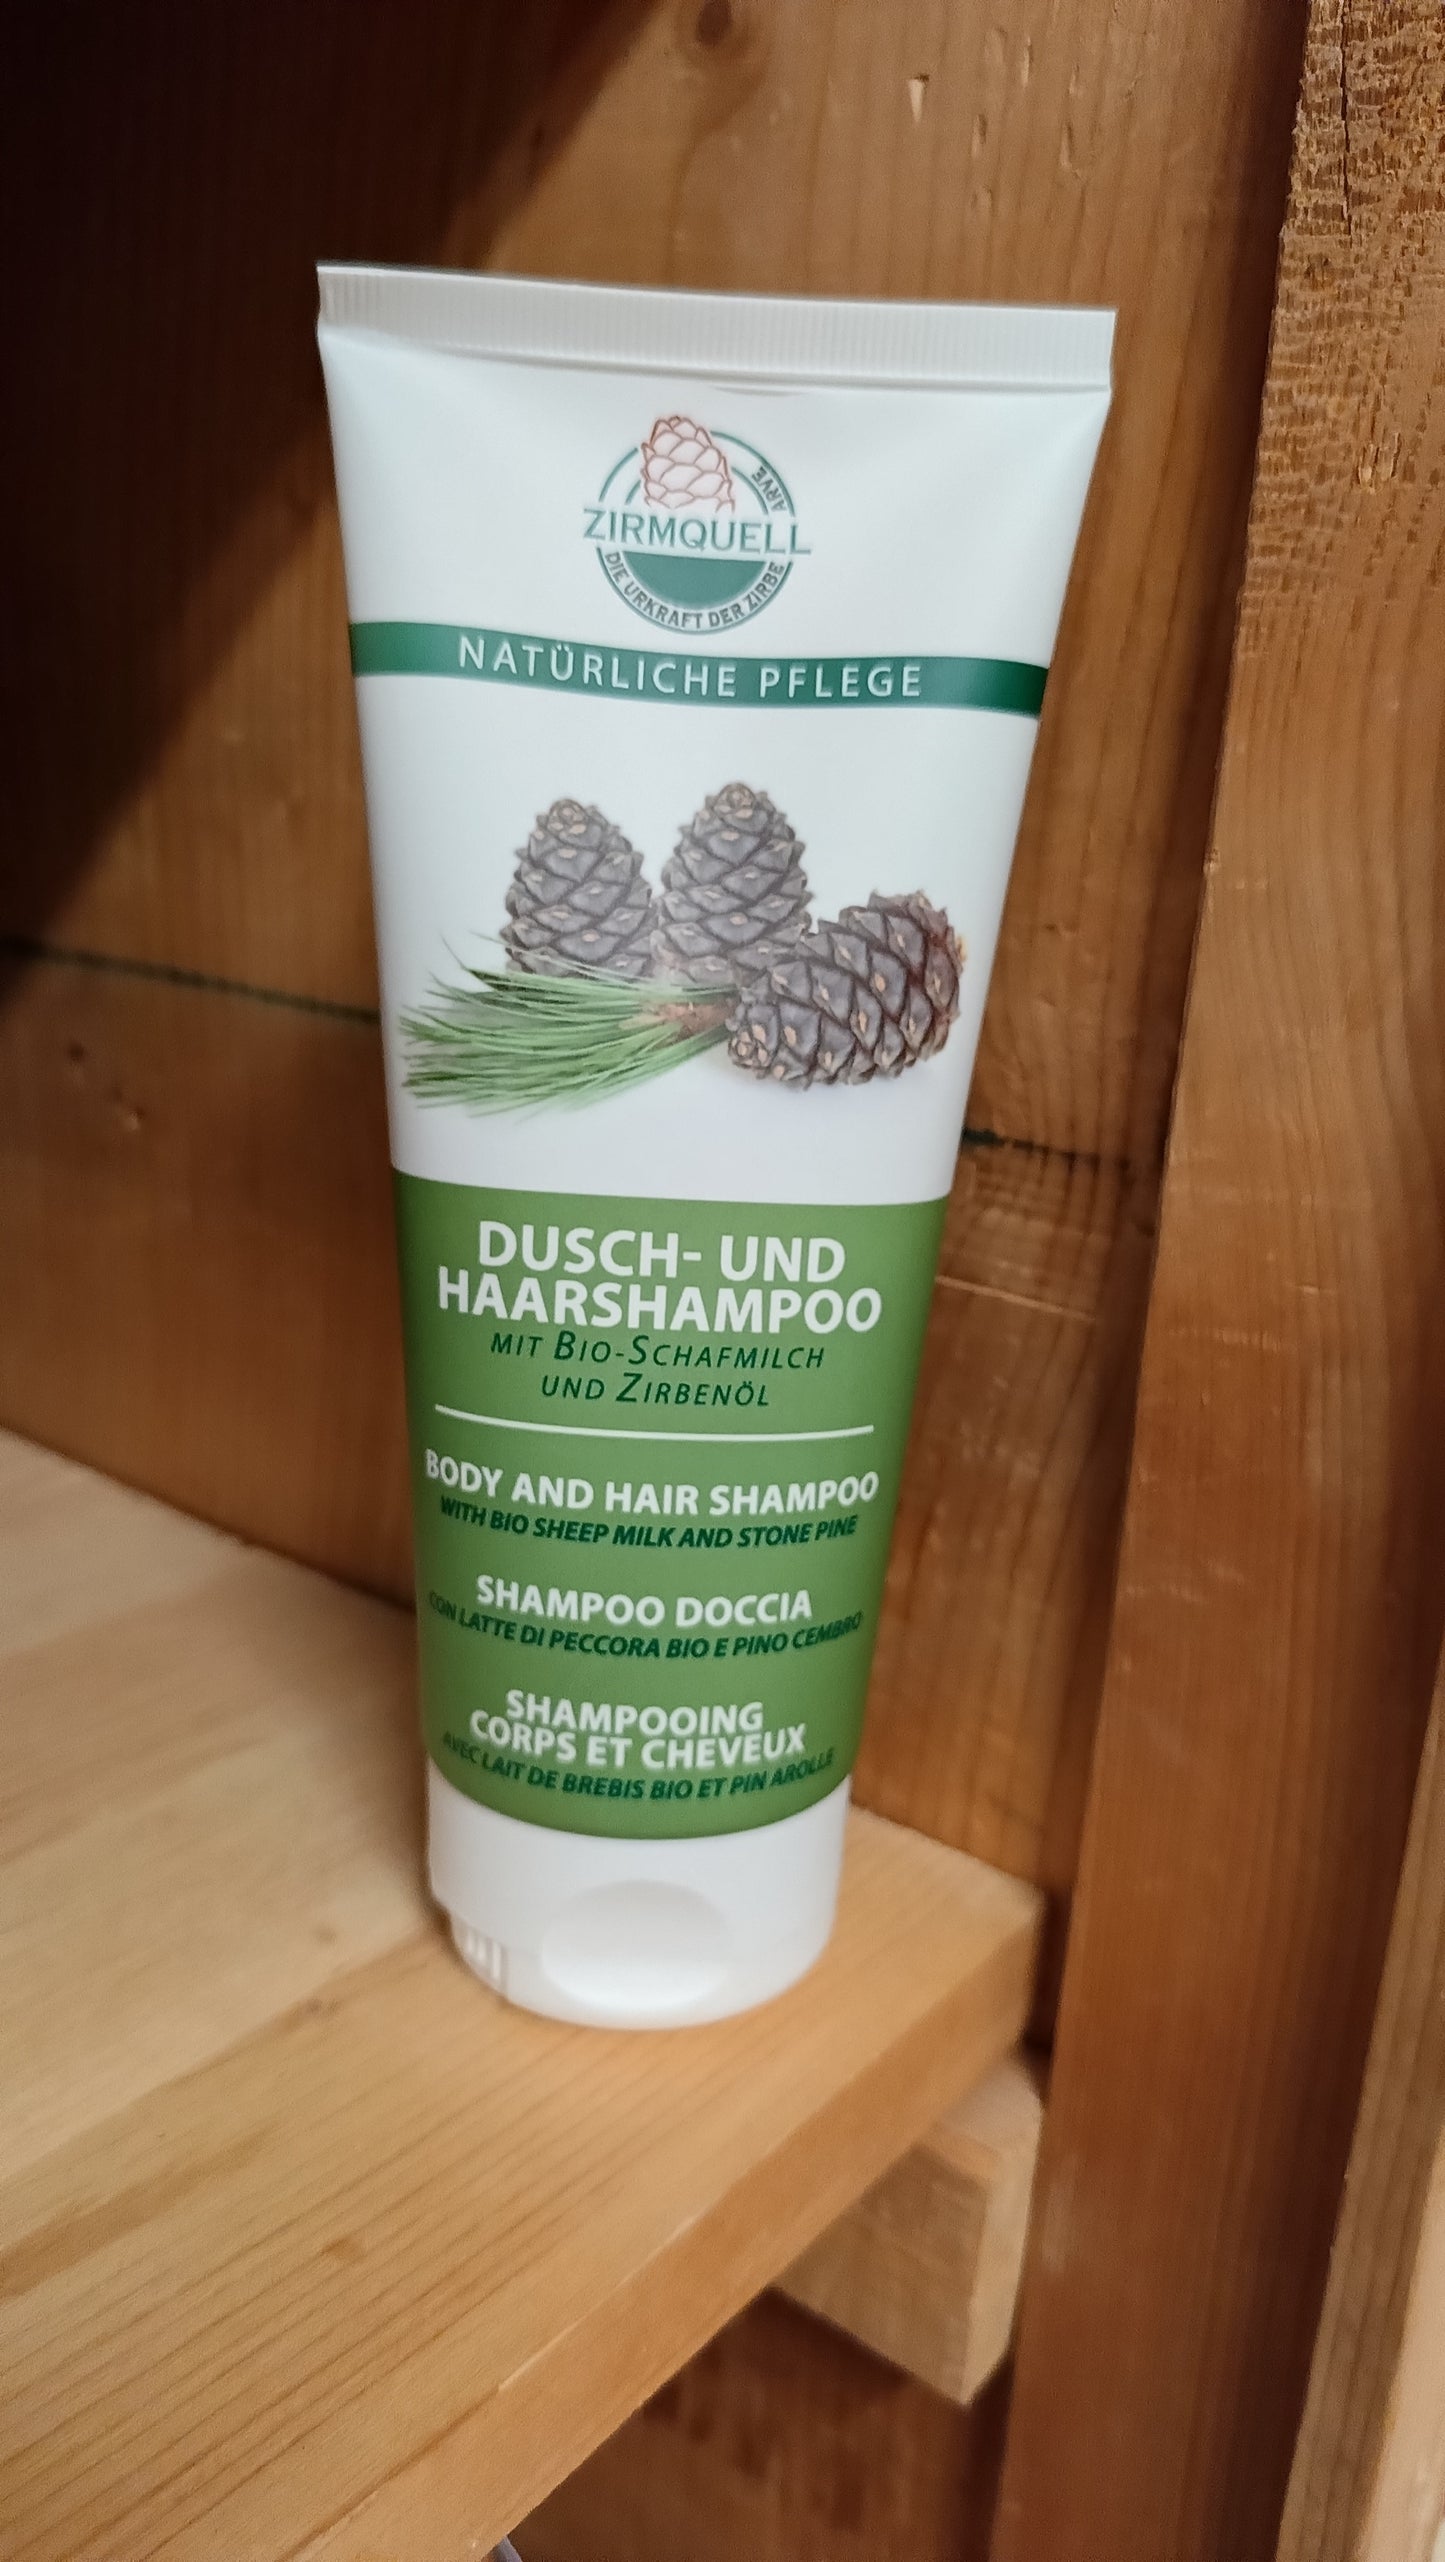 ARVE
ZIRMQUELL
DIE URKRAFT DER ZIRBE
NATÜRLICHE PFLEGE
DUSCH- UND
HAARSHAMPOO
MIT BIO-SCHAFMILCH
UND ZIRBENÖL
BODY AND HAIR SHAMPOO
WITH BIO SHEEP MILK AND STONE PINE
SHAMPOO DOCCIA
CON LATTE DI PECCORA BIO E PINO CEMBRO
SHAMPOOING
CORPS ET CHEVEUX
AVEC LAIT DE BREBIS BIO ET PIN AROLLE